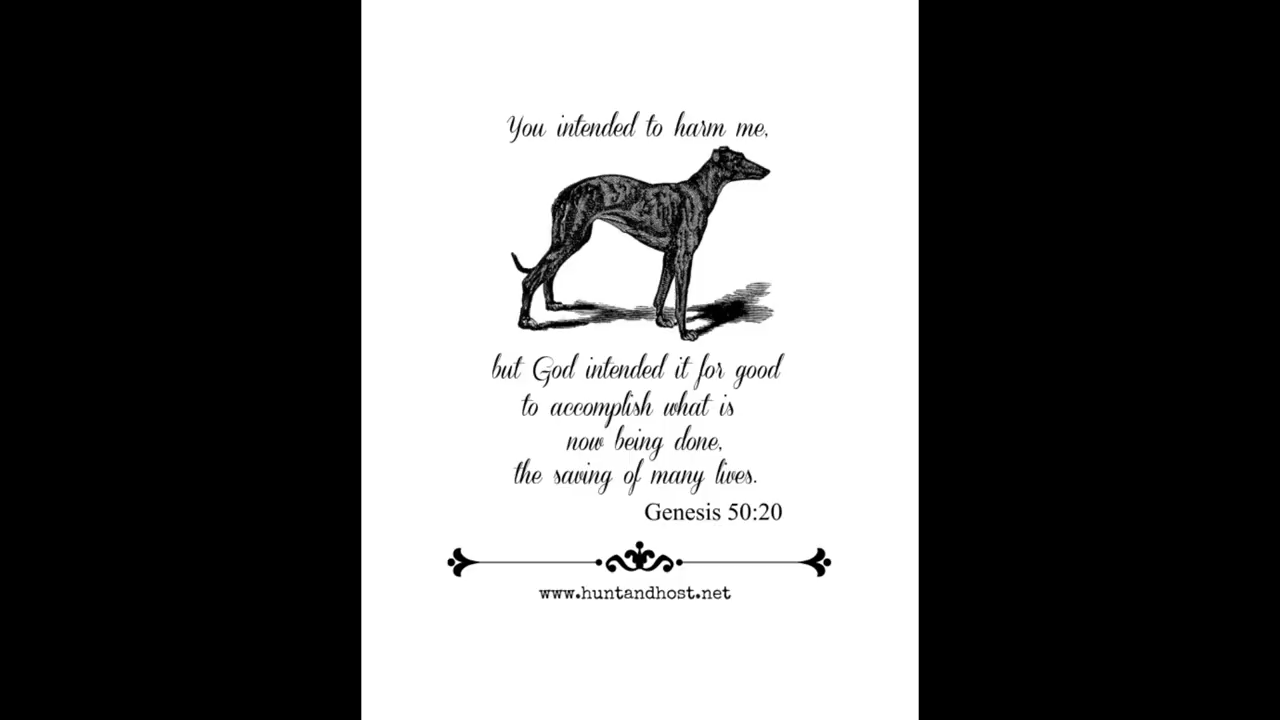 You intended to harm me,
but God intended it for good
to accomplish what is
now being done,
the saving of many lives.
Genesis 50:20
www.huntandhost.net